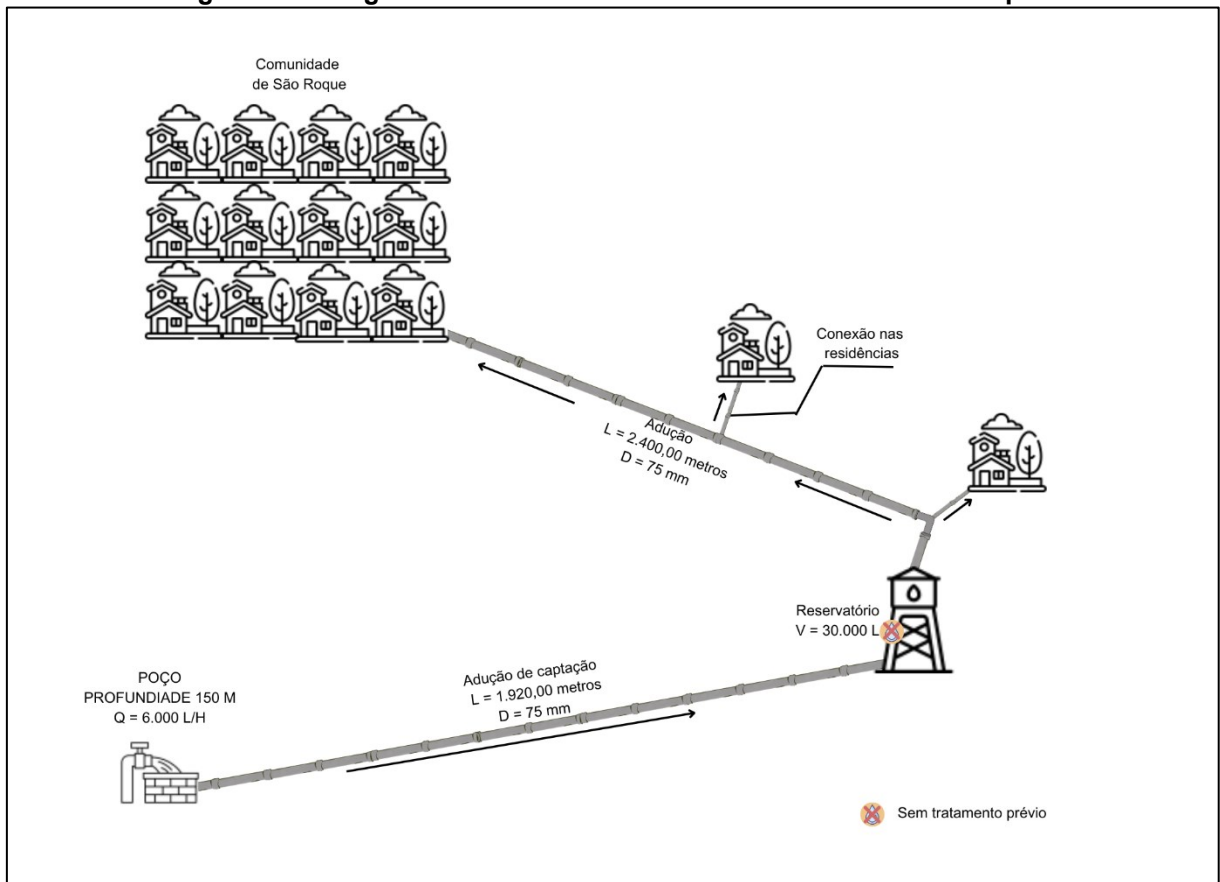 Comunidade
de São Roque
Conexão nas
residências
Adução
L = 2.400,00 metros
D = 75 mm
Reservatório
V = 30.000 L
Adução de captação
L = 1.920,00 metros
D = 75 mm
POÇO
PROFUNDIADE 150 M
Q = 6.000 L/H
Sem tratamento prévio